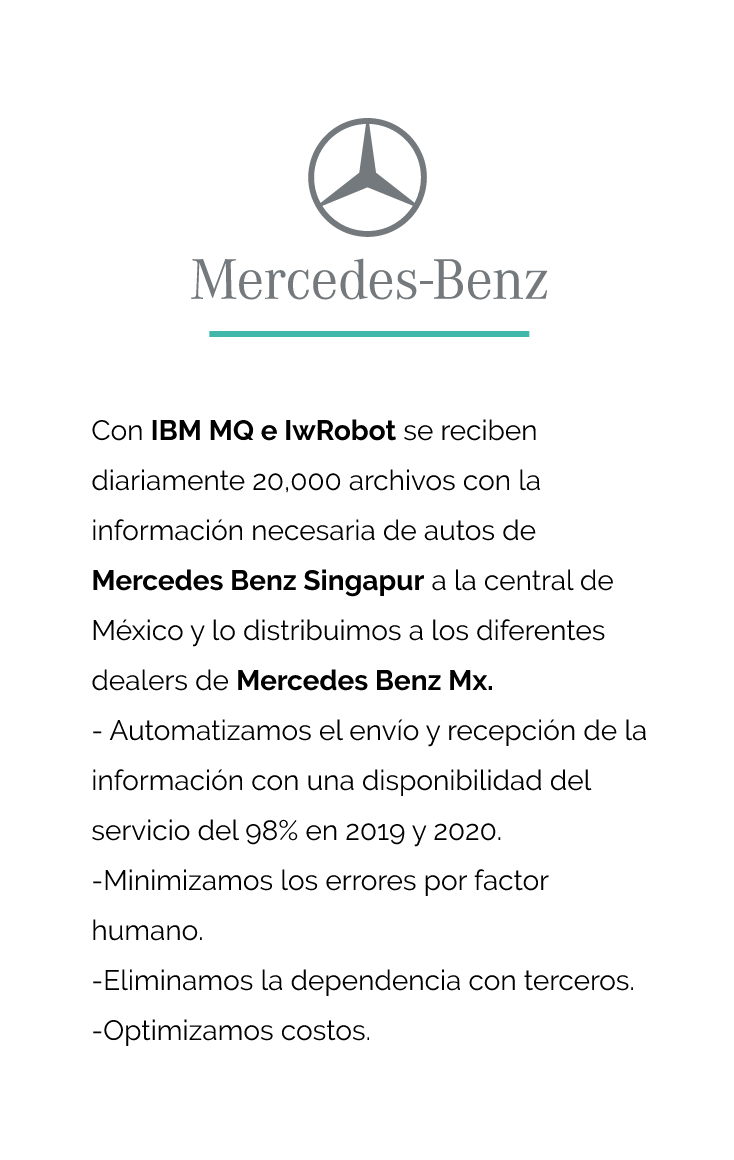 Mercedes-Benz
Con IBM MQ e IwRobot se reciben
diariamente 20,000 archivos con la
información necesaria de autos de
Mercedes Benz Singapur a la central de
México y lo distribuimos a los diferentes
dealers de Mercedes Benz Mx.
- Automatizamos el envío y recepción de la
información con una disponibilidad del
servicio del 98% en 2019 y 2020.
-Minimizamos los errores por factor
humano.
-Eliminamos la dependencia con terceros.
-Optimizamos costos.